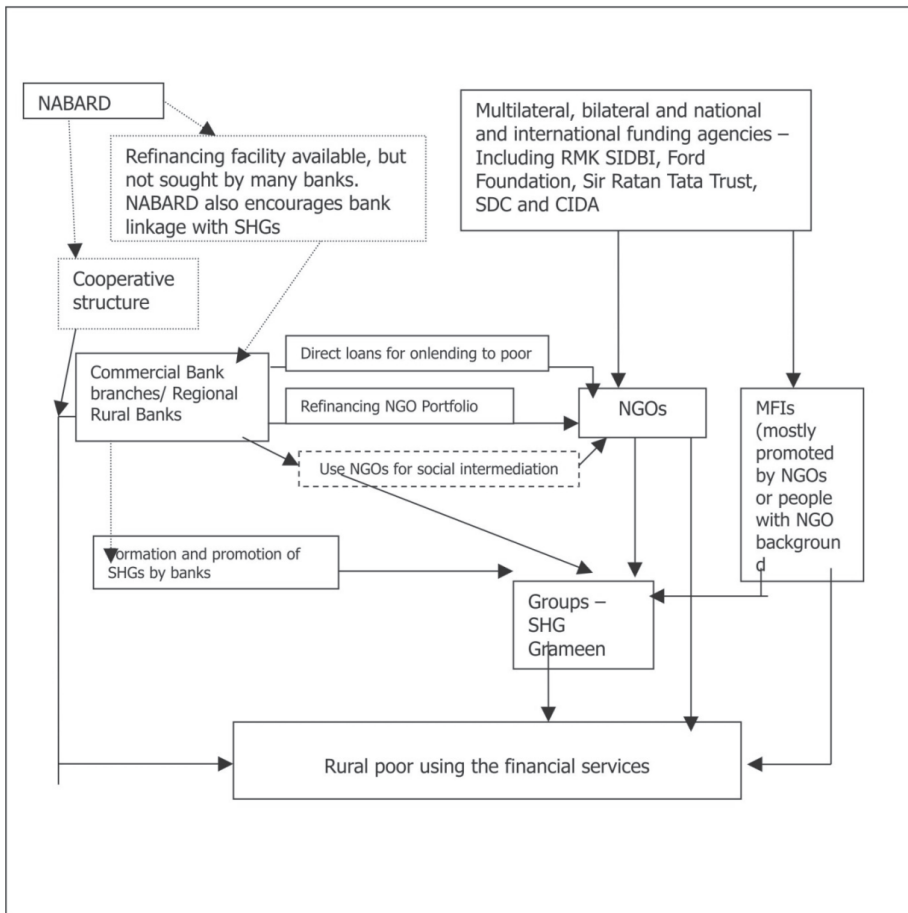 NABARD
Multilateral, bilateral and national
and international funding agencies –
Including RMK SIDBI, Ford
Foundation, Sir Ratan Tata Trust,
SDC and CIDA
Refinancing facility available, but
not sought by many banks.
NABARD also encourages bank
linkage with SHGs
Cooperative
structure
Commercial Bank
branches/ Regional
Rural Banks
Direct loans for onlending to poor
Refinancing NGO Portfolio
Use NGOs for social intermediation
NGOs
MFIs
(mostly
promoted
by NGOs
or people
with NGO
backgroun
d
ormation and promotion of
SHGs by banks
Groups –
SHG
Grameen
Rural poor using the financial services